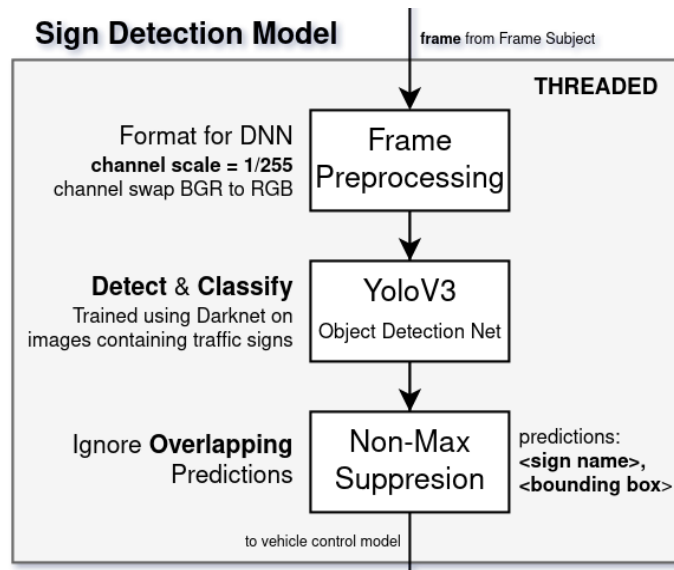 Sign Detection Model
frame from Frame Subject
THREADED
Format for DNN
channel scale = 1/255
channel swap BGR to RGB
Frame
Preprocessing
Detect & Classify
Trained using Darknet on
images containing traffic signs
YoloV3
Object Detection Net
Ignore Overlapping
Predictions
Non-Max
Suppresion
predictions:
<sign name>,
<bounding box>
to vehicle control model